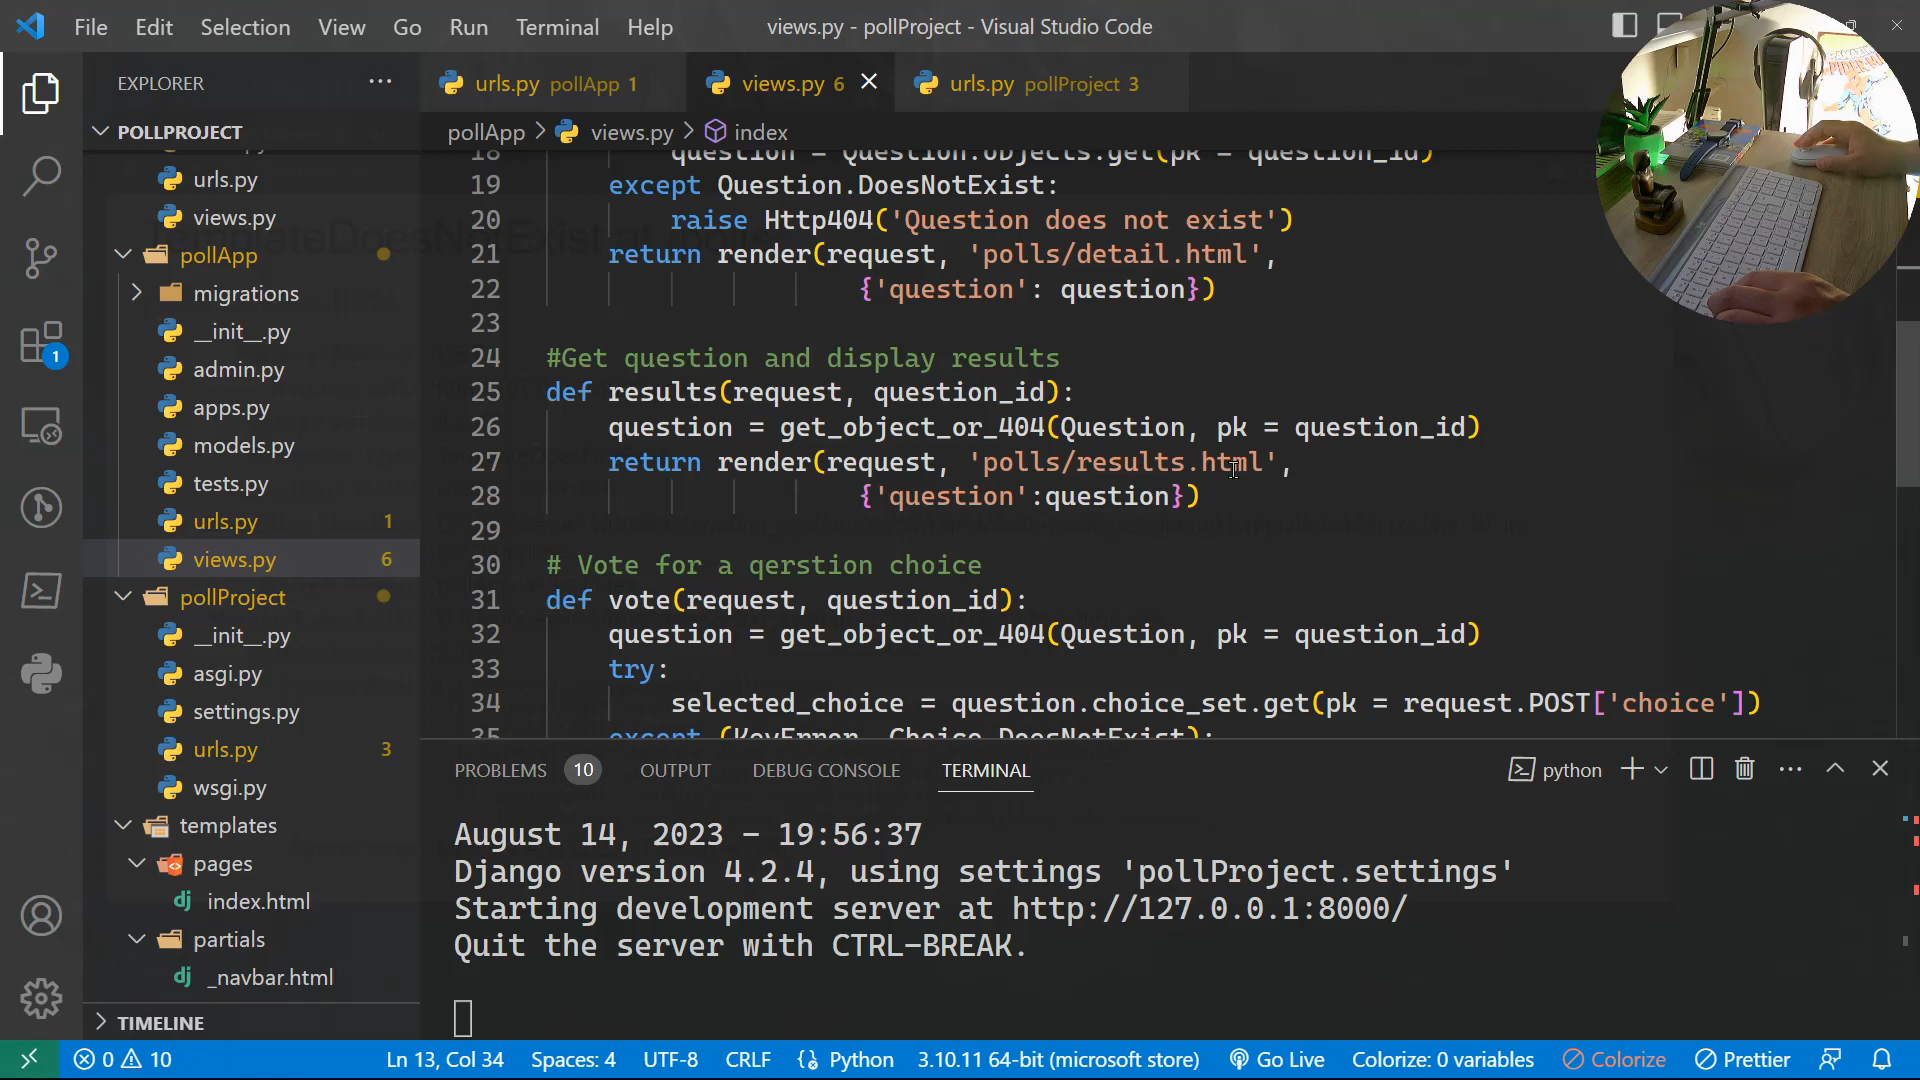 File Edit Selection View Go Run Terminal Help
views.py - pollProject - Visual Studio Code
EXPLORER
urls.py pollApp 1
views.py 6
urls.py pollProject 3
POLLPROJECT
pollApp > views.py > index
urls.py
views.py
pollApp
migrations
__init__.py
admin.py
apps.py
models.py
tests.py
urls.py 1
views.py 6
pollProject
__init__.py
asgi.py
settings.py
urls.py 3
wsgi.py
templates
pages
index.html
partials
_navbar.html
TIMELINE
18 question = Question.objects.get(pk = question_id)
19 except Question.DoesNotExist:
20 raise Http404('Question does not exist')
21 return render(request, 'polls/detail.html',
22 {'question': question})
23
24 #Get question and display results
25 def results(request, question_id):
26 question = get_object_or_404(Question, pk = question_id)
27 return render(request, 'polls/results.html',
28 {'question':question})
29
30 # Vote for a qerstion choice
31 def vote(request, question_id):
32 question = get_object_or_404(Question, pk = question_id)
33 try:
34 selected_choice = question.choice_set.get(pk = request.POST['choice'])
35 except (KeyError, Choice.DoesNotExist):
PROBLEMS 10 OUTPUT DEBUG CONSOLE TERMINAL
python
August 14, 2023 - 19:56:37
Django version 4.2.4, using settings 'pollProject.settings'
Starting development server at http://127.0.0.1:8000/
Quit the server with CTRL-BREAK.
1
0 10 Ln 13, Col 34 Spaces: 4 UTF-8 CRLF Python 3.10.11 64-bit (microsoft store) Go Live Colorize: 0 variables Colorize Prettier